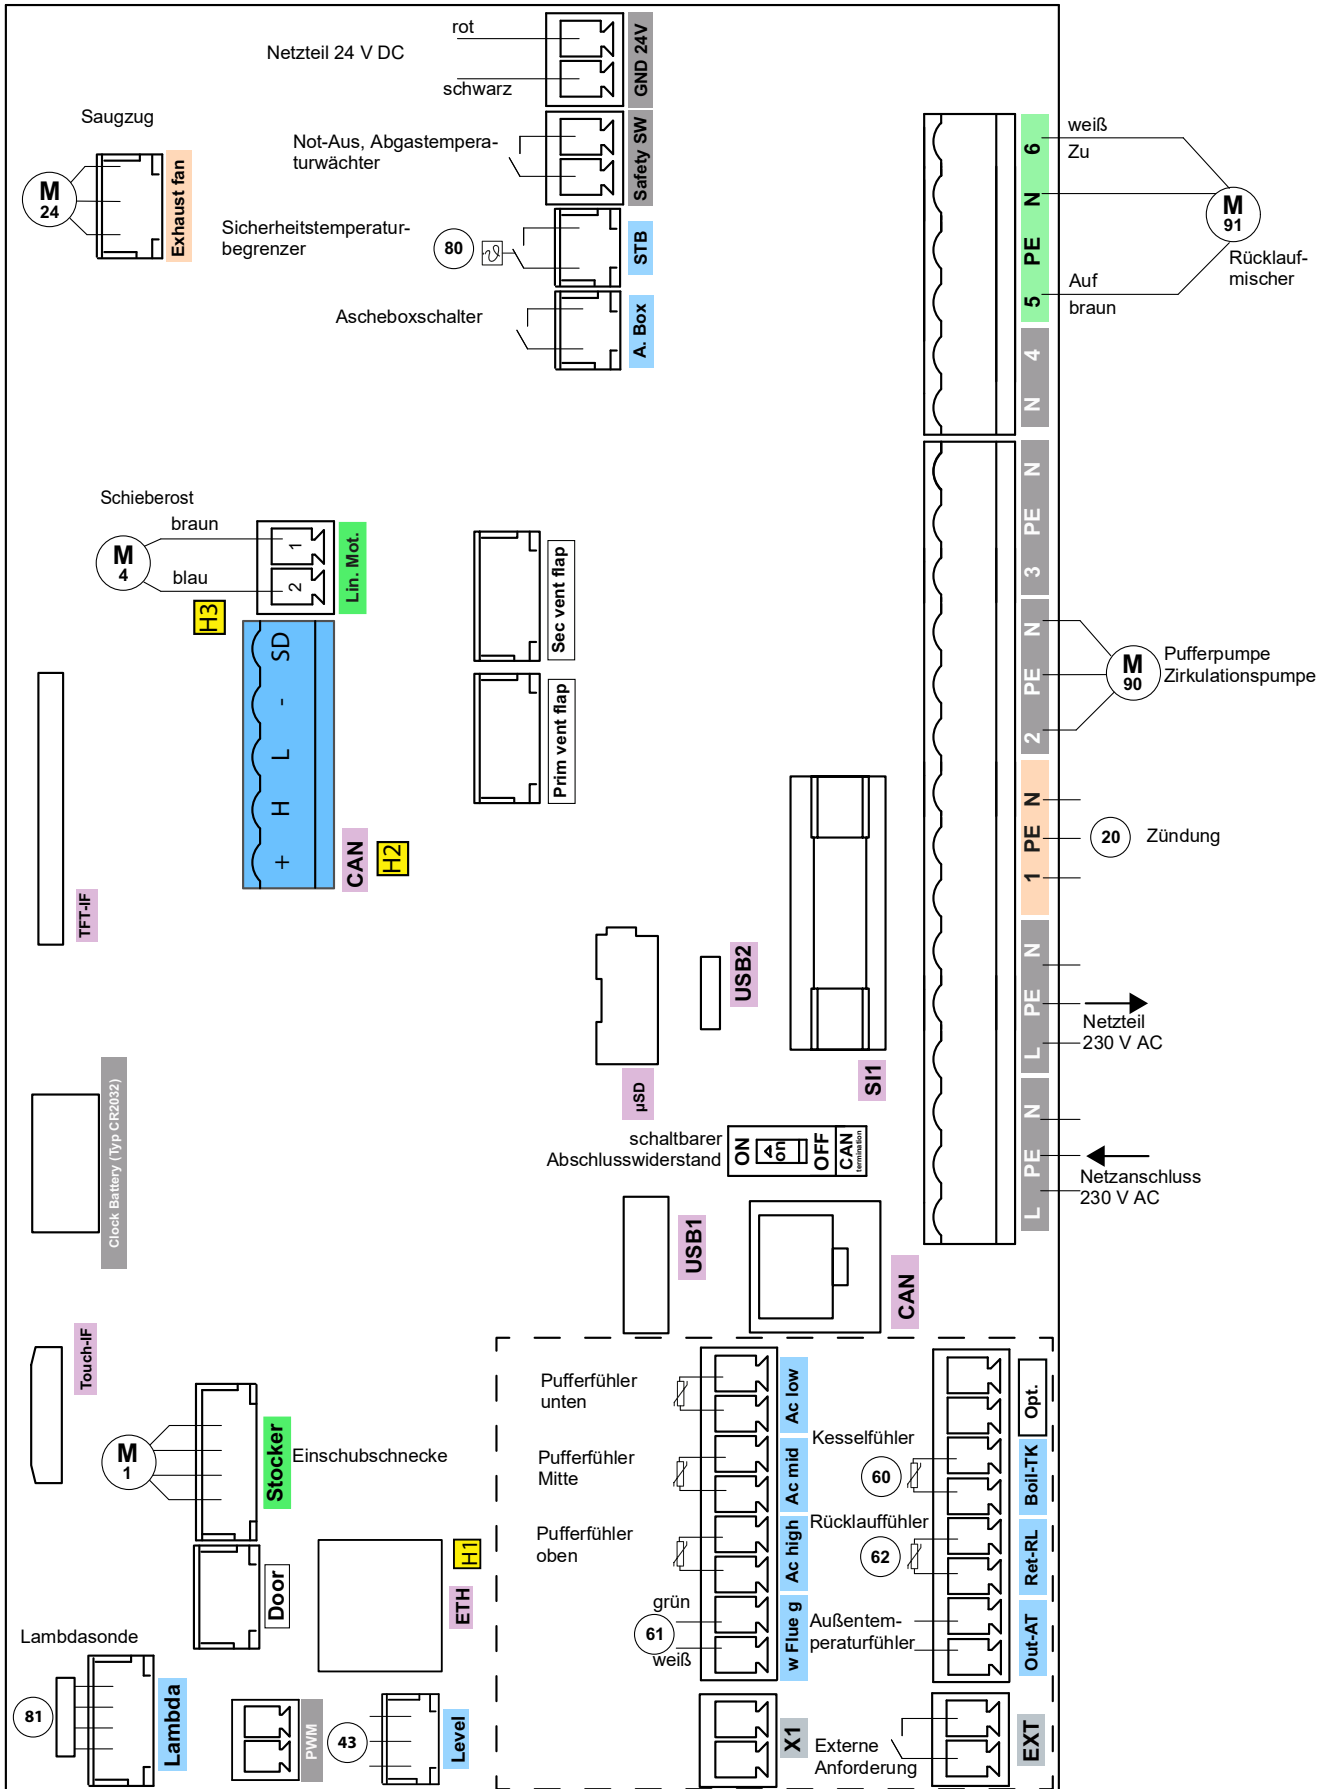 rot
Netzteil 24 V DC
schwarz
GND 24V
Saugzug
M
24
Exhaust fan
Not-Aus, Abgastempera-
turwächter
Safety SW
Sicherheitstemperatur-
begrenzer
80
STB
Ascheboxschalter
A. Box
6
N
PE
5
weiß
Zu
M
91
Rücklauf-
mischer
Auf
braun
4
N
N
PE
3
Schieberost
braun
M
4
blau
1
2
Lin. Mot.
H3
SD
-
L
H
+
CAN
H2
Sec vent flap
Prim vent flap
N
PE
2
M
90
Pufferpumpe
Zirkulationspumpe
N
PE
1
20
Zündung
TFT-IF
USB2
µSD
SI1
N
PE
L
Netzteil
230 V AC
N
PE
L
Netzanschluss
230 V AC
Clock Battery (Typ CR2032)
schaltbarer
Abschlusswiderstand
ON
on
OFF
CAN
termination
USB1
CAN
Touch-IF
M
1
Stocker
Einschubschnecke
Door
H1
ETH
Lambdasonde
81
Lambda
PWM
43
Level
Pufferfühler
unten
Ac low
Pufferfühler
Mitte
Ac mid
Pufferfühler
oben
Ac high
grün
61
weiß
w Flue g
X1
Opt.
Kesselfühler
60
Boil-TK
Rücklauffühler
62
Ret-RL
Außentem-
peraturfühler
Out-AT
Externe
Anforderung
EXT